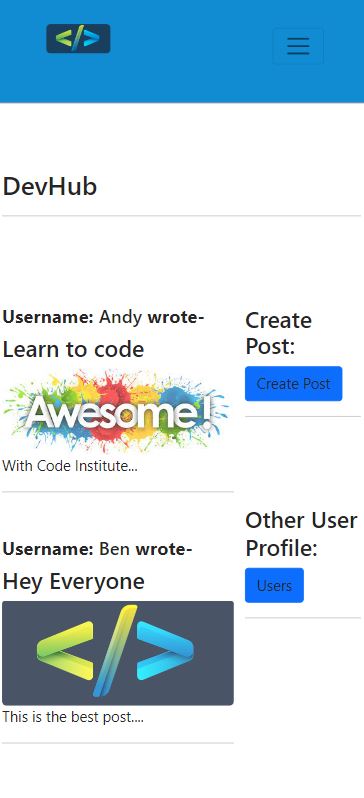 DevHub
Username: Andy wrote-
Learn to code
Awesome!
With Code Institute...
Username: Ben wrote-
Hey Everyone
</>
This is the best post....
Create
Post:
Create Post
Other User
Profile:
Users